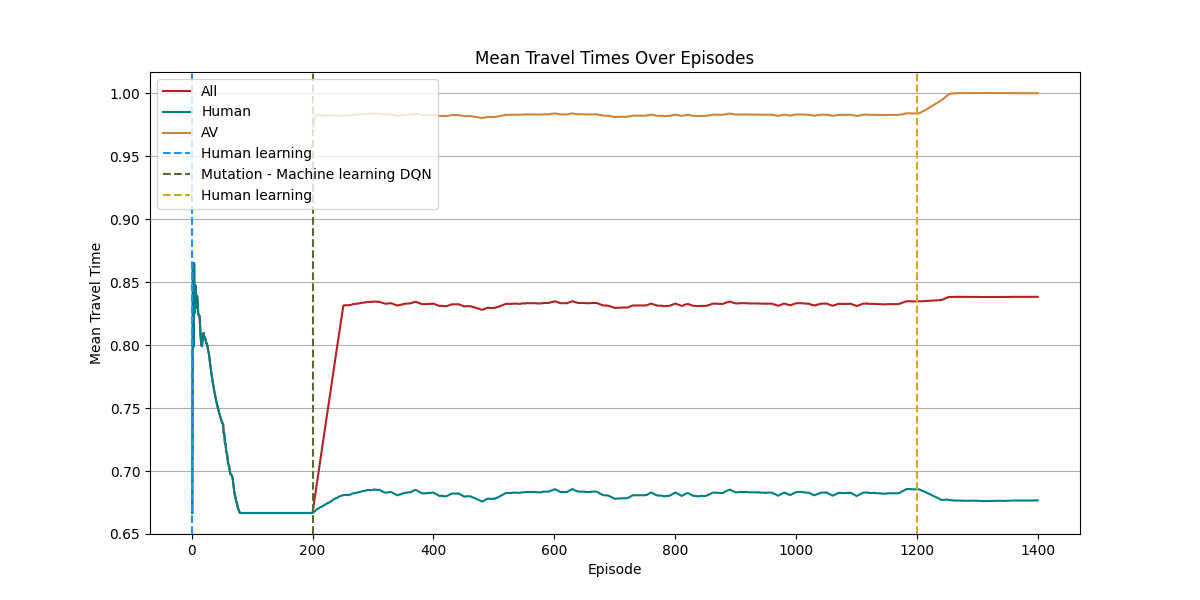 Mean Travel Times Over Episodes
All
Human
AV
Human learning
Mutation - Machine learning DQN
Human learning
Mean Travel Time
1.00
0.95
0.90
0.85
0.80
0.75
0.70
0.65
0 200 400 600 800 1000 1200 1400
Episode